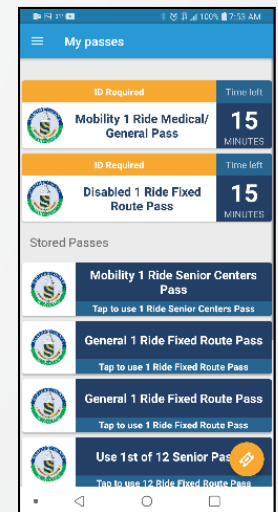 100% 7:53 AM
My passes
ID Required Time left
Mobility 1 Ride Medical/
General Pass
15
MINUTES
ID Required Time left
Disabled 1 Ride Fixed
Route Pass
15
MINUTES
Stored Passes
Mobility 1 Ride Senior Centers
Pass
Tap to use 1 Ride Senior Centers Pass
General 1 Ride Fixed Route Pass
Tap to use 1 Ride Fixed Route Pass
General 1 Ride Fixed Route Pass
Tap to use 1 Ride Fixed Route Pass
Use 1st of 12 Senior Pas
Tap to use 12 Ride Fixed Route Pass